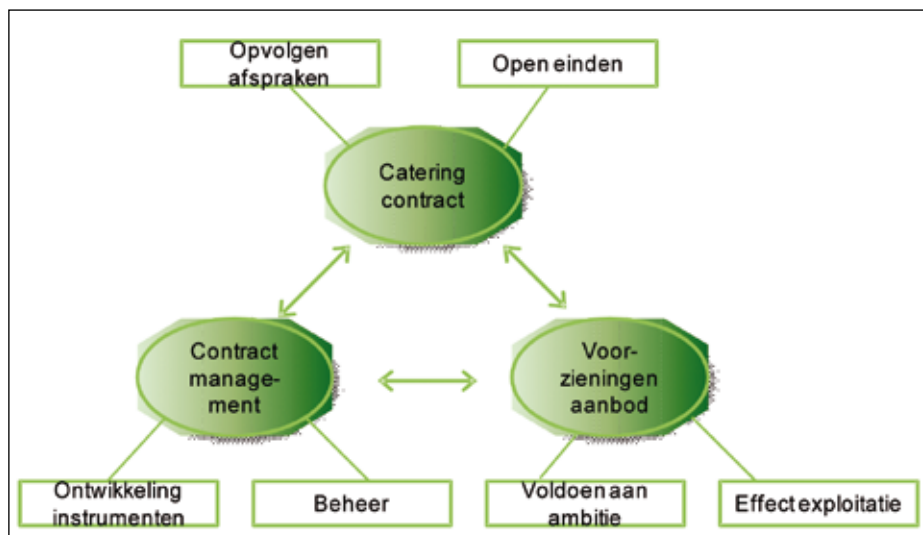 Opvolgen
afspraken
Open einden
Catering
contract
Contract
manage-
ment
Voor-
zieningen
aanbod
Ontwikkeling
instrumenten
Beheer
Voldoen aan
ambitie
Effect exploitatie